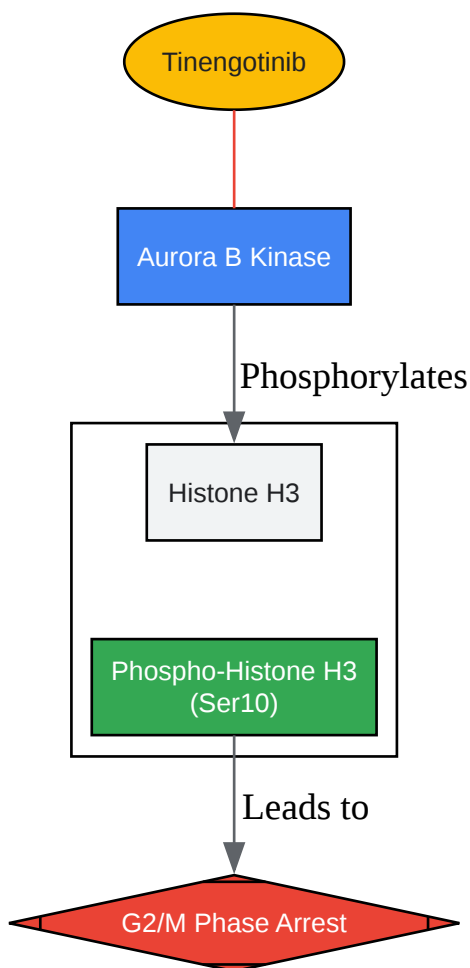 Tinengotinib
Aurora B Kinase
Phosphorylates
Histone H3
Phospho-Histone H3
(Ser10)
Leads to
G2/M Phase Arrest